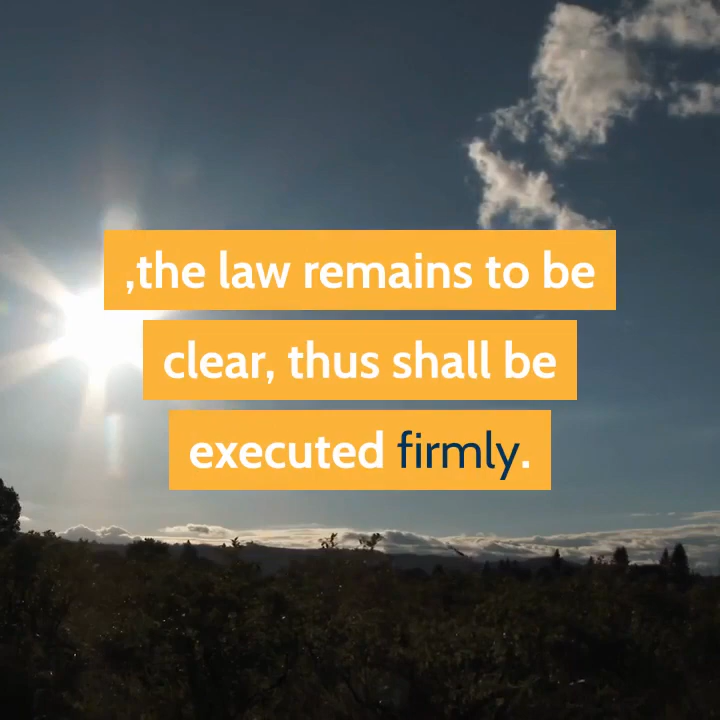 ,the law remains to be
clear, thus shall be
executed firmly.